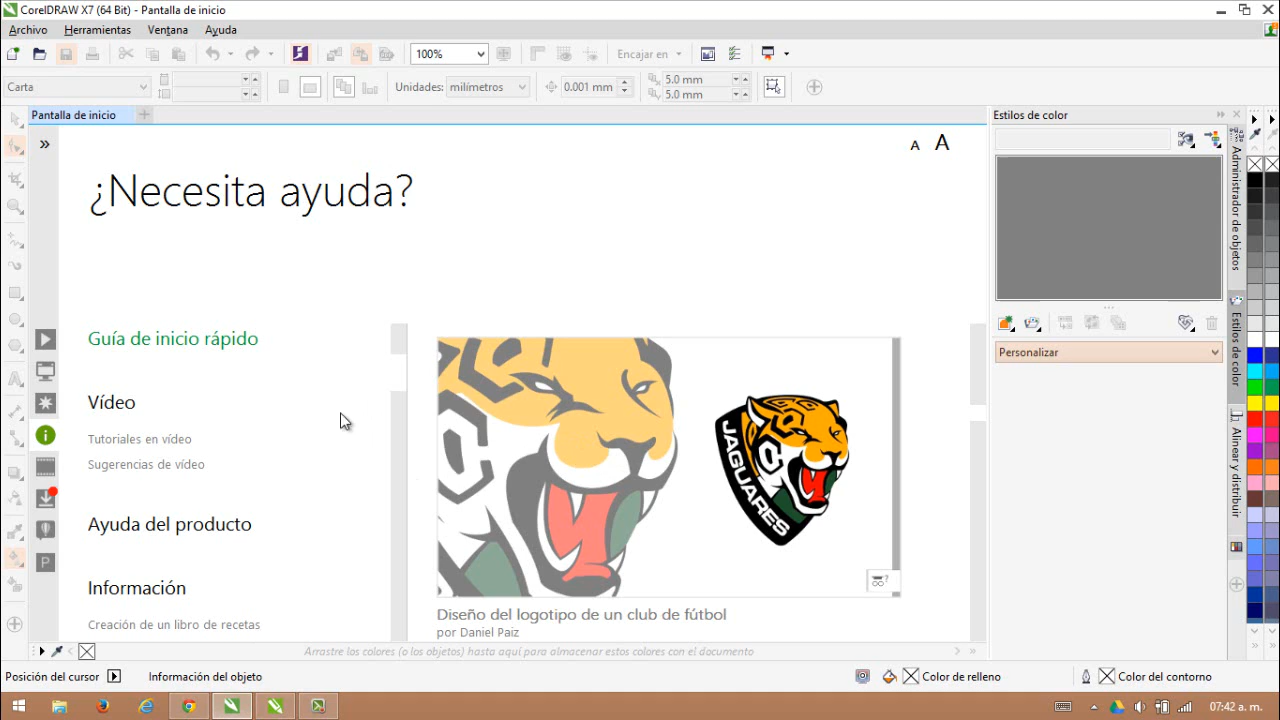 CorelDRAW X7 (64 Bit) - Pantalla de inicio
Archivo Herramientas Ventana Ayuda
100% Encajar en
Carta Unidades: milímetros 0.001 mm 5.0 mm
5.0 mm
Pantalla de inicio
Estilos de color
A A
¿Necesita ayuda?
Guía de inicio rápido
Vídeo
Tutoriales en vídeo
Sugerencias de vídeo
Ayuda del producto
Información
Creación de un libro de recetas
JAGUARES
Diseño del logotipo de un club de fútbol
por Daniel Paiz
Personalizar
Administrador de objetos
Estilos de color
Alinear y distribuir
Arrastre los colores (o los objetos) hasta aquí para almacenar estos colores con el documento
Posición del cursor Información del objeto Color de relleno Color del contorno
07:42 a. m.